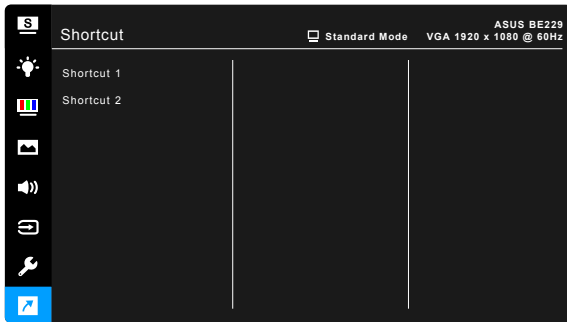 S
Shortcut
Standard Mode
ASUS BE229
VGA 1920 x 1080 @ 60Hz
Shortcut 1
Shortcut 2